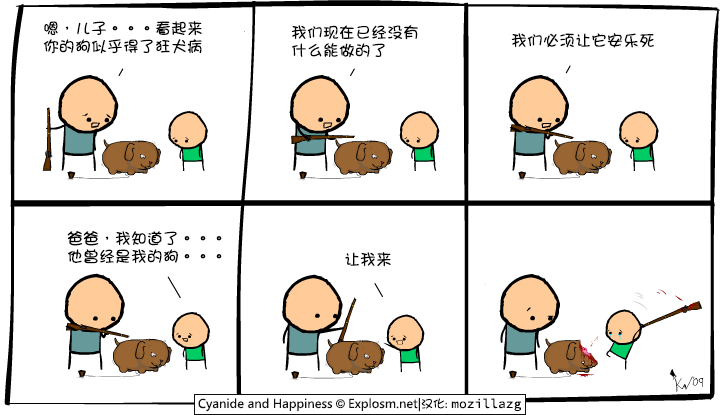 嗯，儿子・・・看起来
你的狗似乎得了狂犬病
我们现在已经没有
什么能做的了
我们必须让它安乐死
爸爸，我知道了・・・
他曾经是我的狗・・・
让我来
Cyanide and Happiness © Explosm.net|汉化: mozillazg